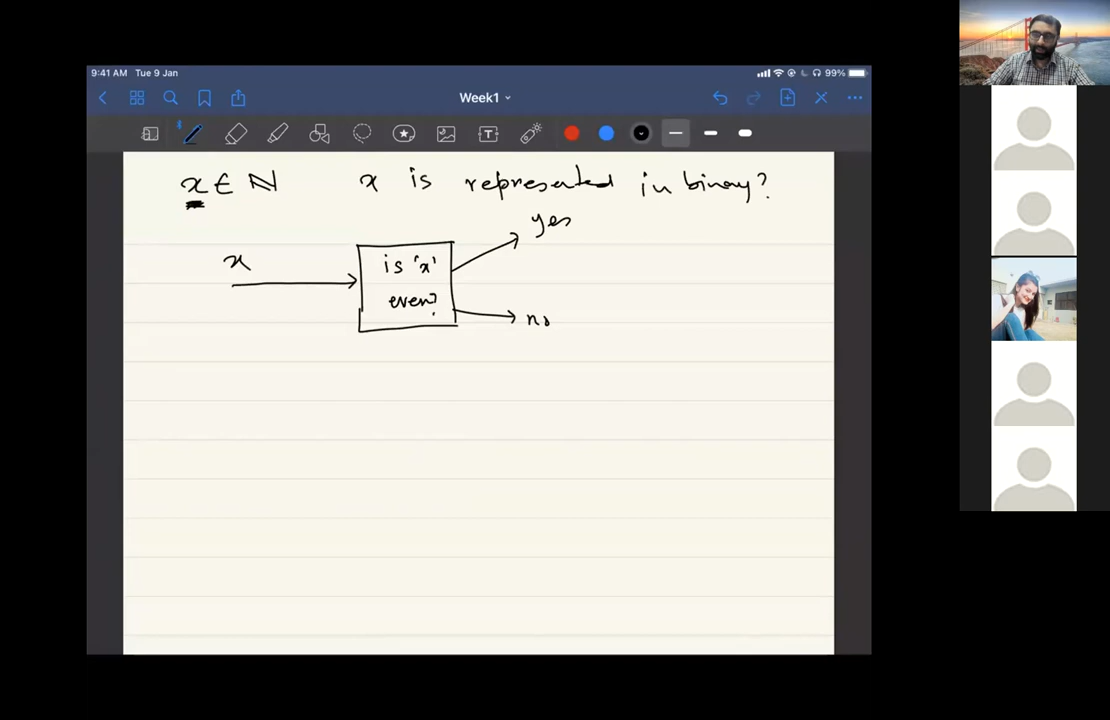 9:41 AM Tue 9 Jan
99%
Week1
x ∈ ℕ x is represented in binary?
yes
x
is 'x'
even?
no